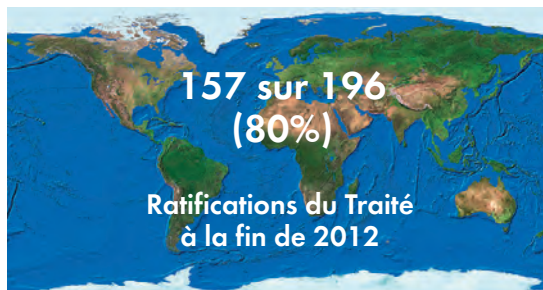 157 sur 196
(80%)
Ratifications du Traité
à la fin de 2012